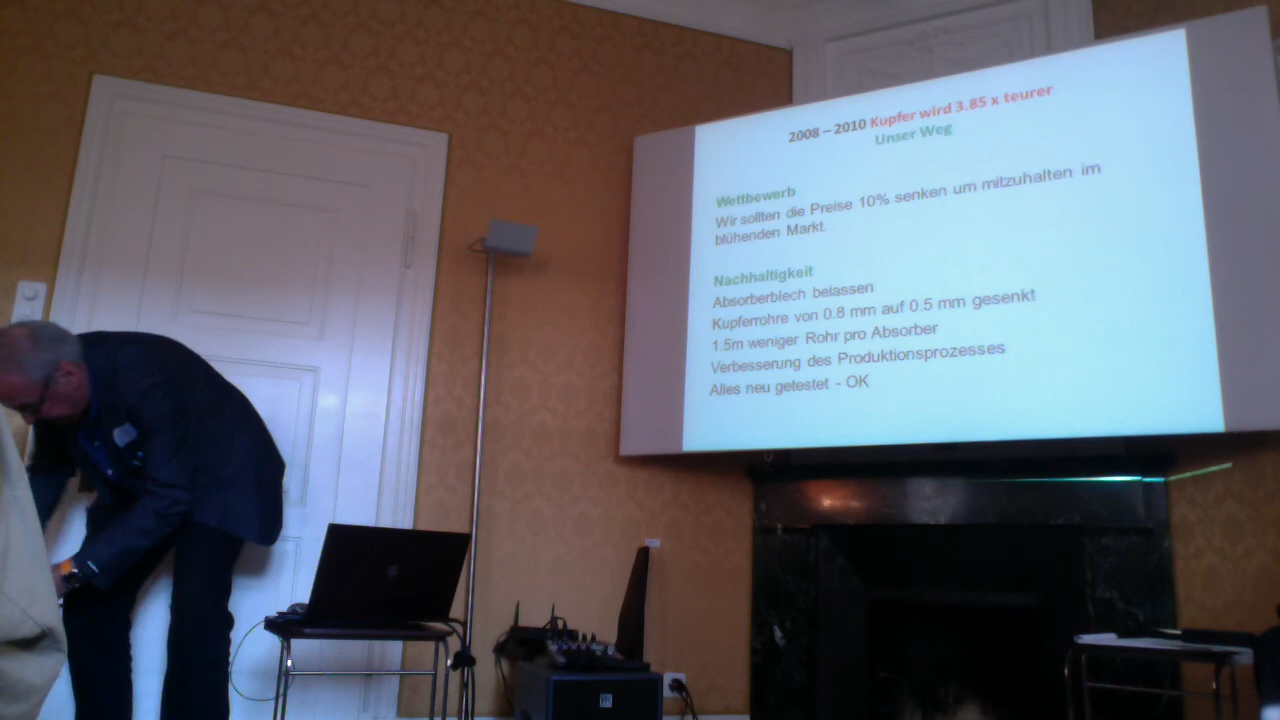 2008 – 2010 Kupfer wird 3.85 x teurer
Unser Weg
Wettbewerb
Wir sollten die Preise 10% senken um mitzuhalten im
blühenden Markt.
Nachhaltigkeit
Absorberblech belassen
Kupferrohre von 0.8 mm auf 0.5 mm gesenkt
1.5m weniger Rohr pro Absorber
Verbesserung des Produktionsprozesses
Alles neu getestet - OK